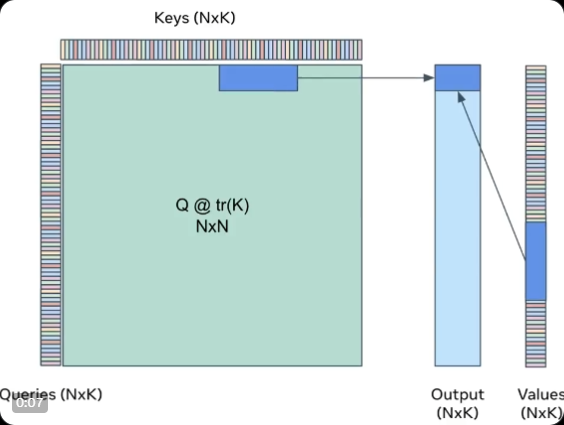 Keys (NxK)
Q @ tr(K)
NxN
Queries (NxK)
0:07
Output
(NxK)
Values
(NxK)